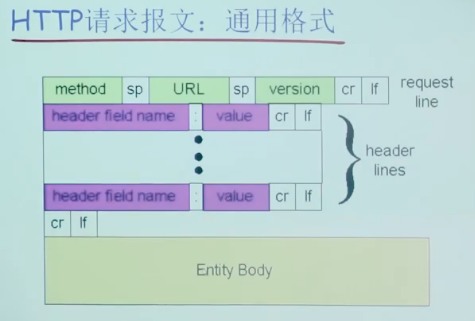 HTTP请求报文：通用格式
method sp URL sp version cr lf request line
header field name : value cr lf
header lines
header field name : value cr lf
cr lf
Entity Body